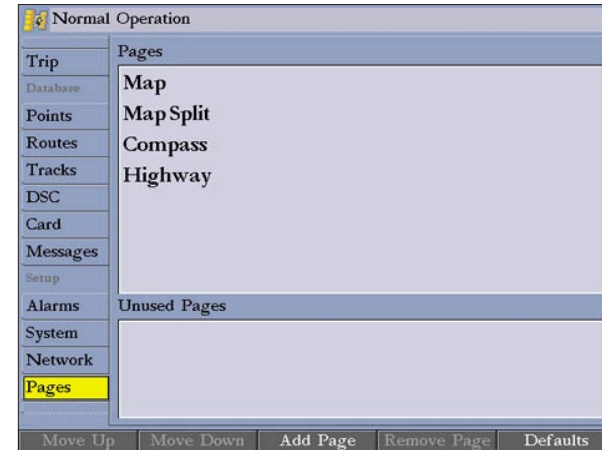 Normal Operation
Trip
Database
Points
Routes
Tracks
DSC
Card
Messages
Setup
Alarms
System
Network
Pages
Pages
Map
Map Split
Compass
Highway
Unused Pages
Move Up
Move Down
Add Page
Remove Page
Defaults